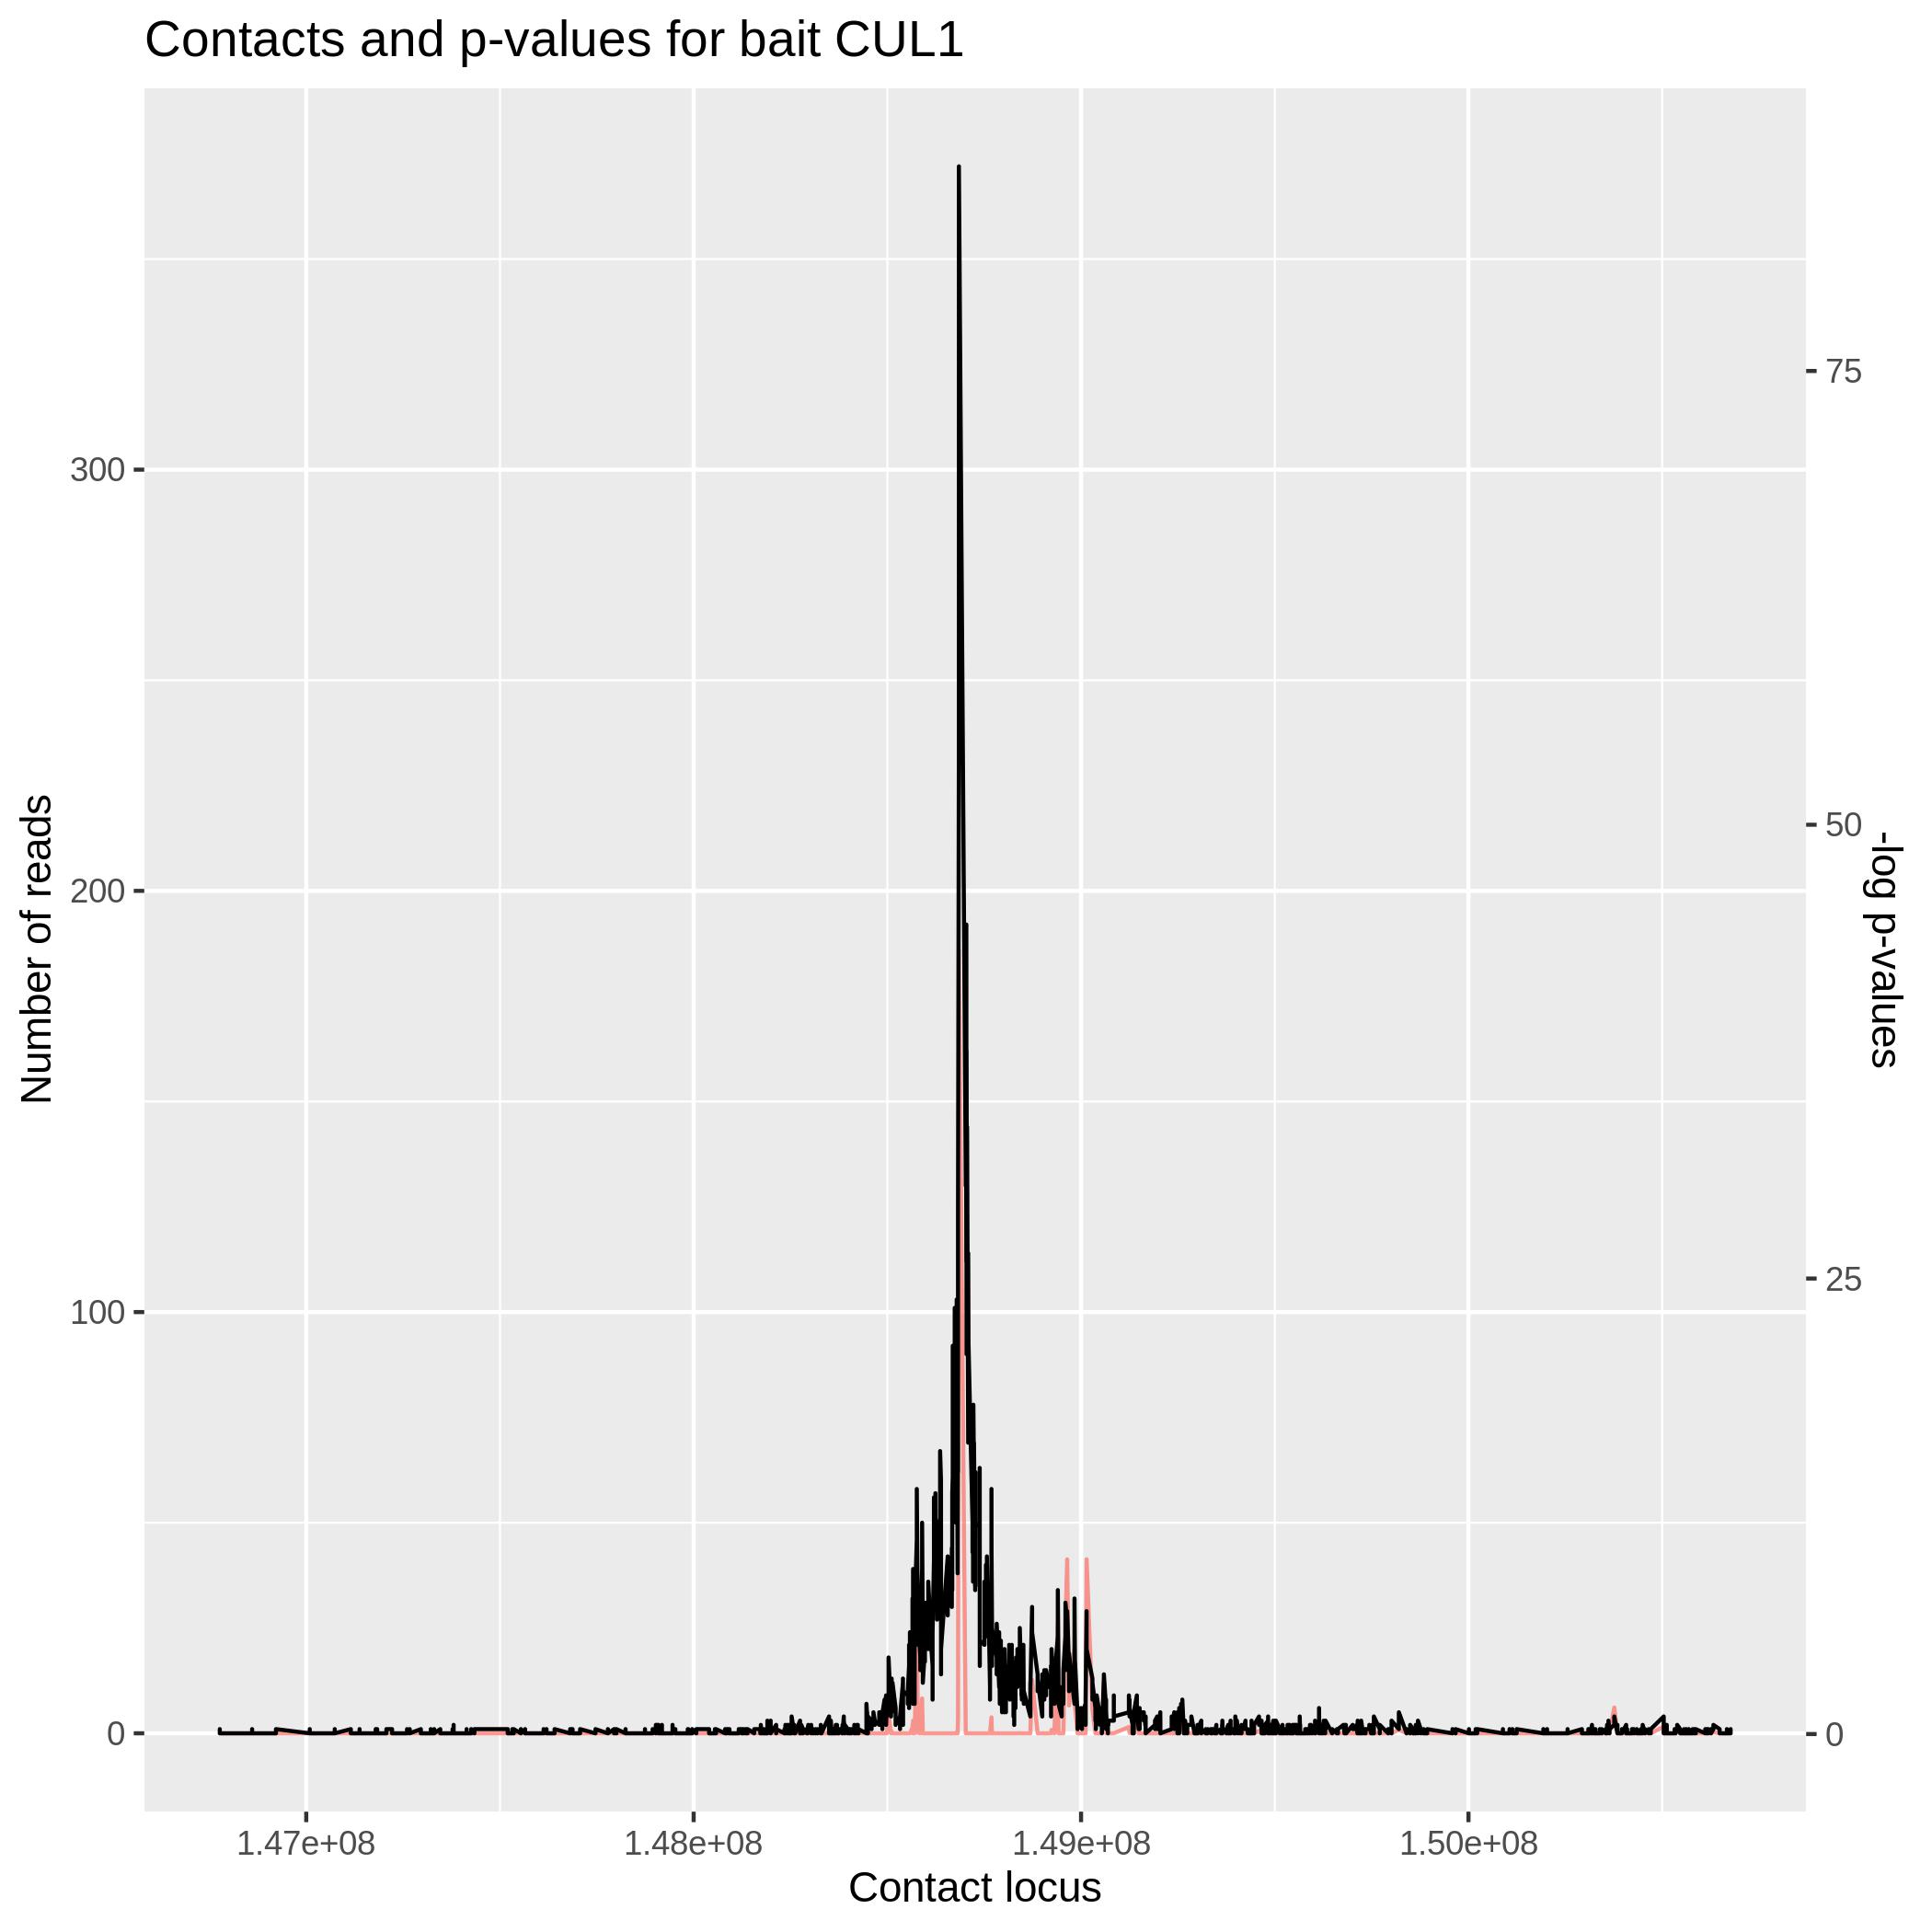 Contacts and p-values for bait CUL1
Number of reads
300
200
100
0
75
50
25
0
-log p-values
1.47e+08
1.48e+08
1.49e+08
1.50e+08
Contact locus